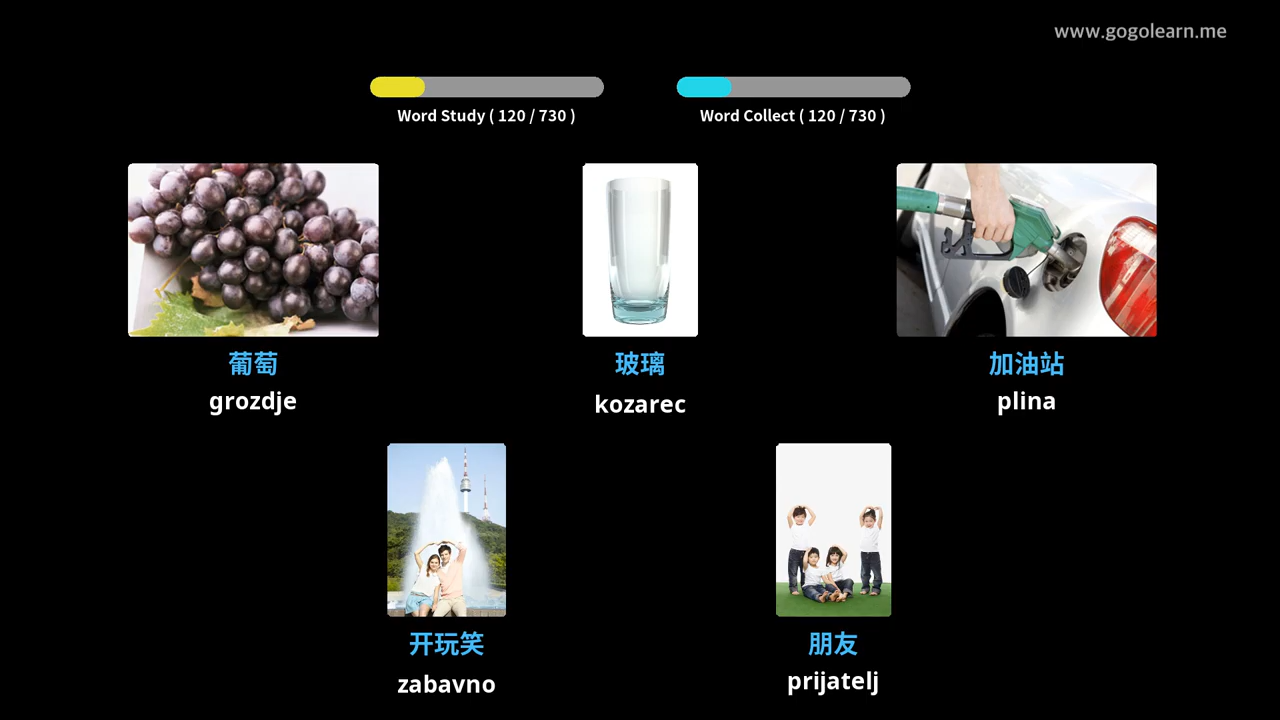 www.gogolearn.me
Word Study ( 120 / 730 )
Word Collect ( 120 / 730 )
葡萄
grozdje
玻璃
kozarec
加油站
plina
开玩笑
zabavno
朋友
prijatelj